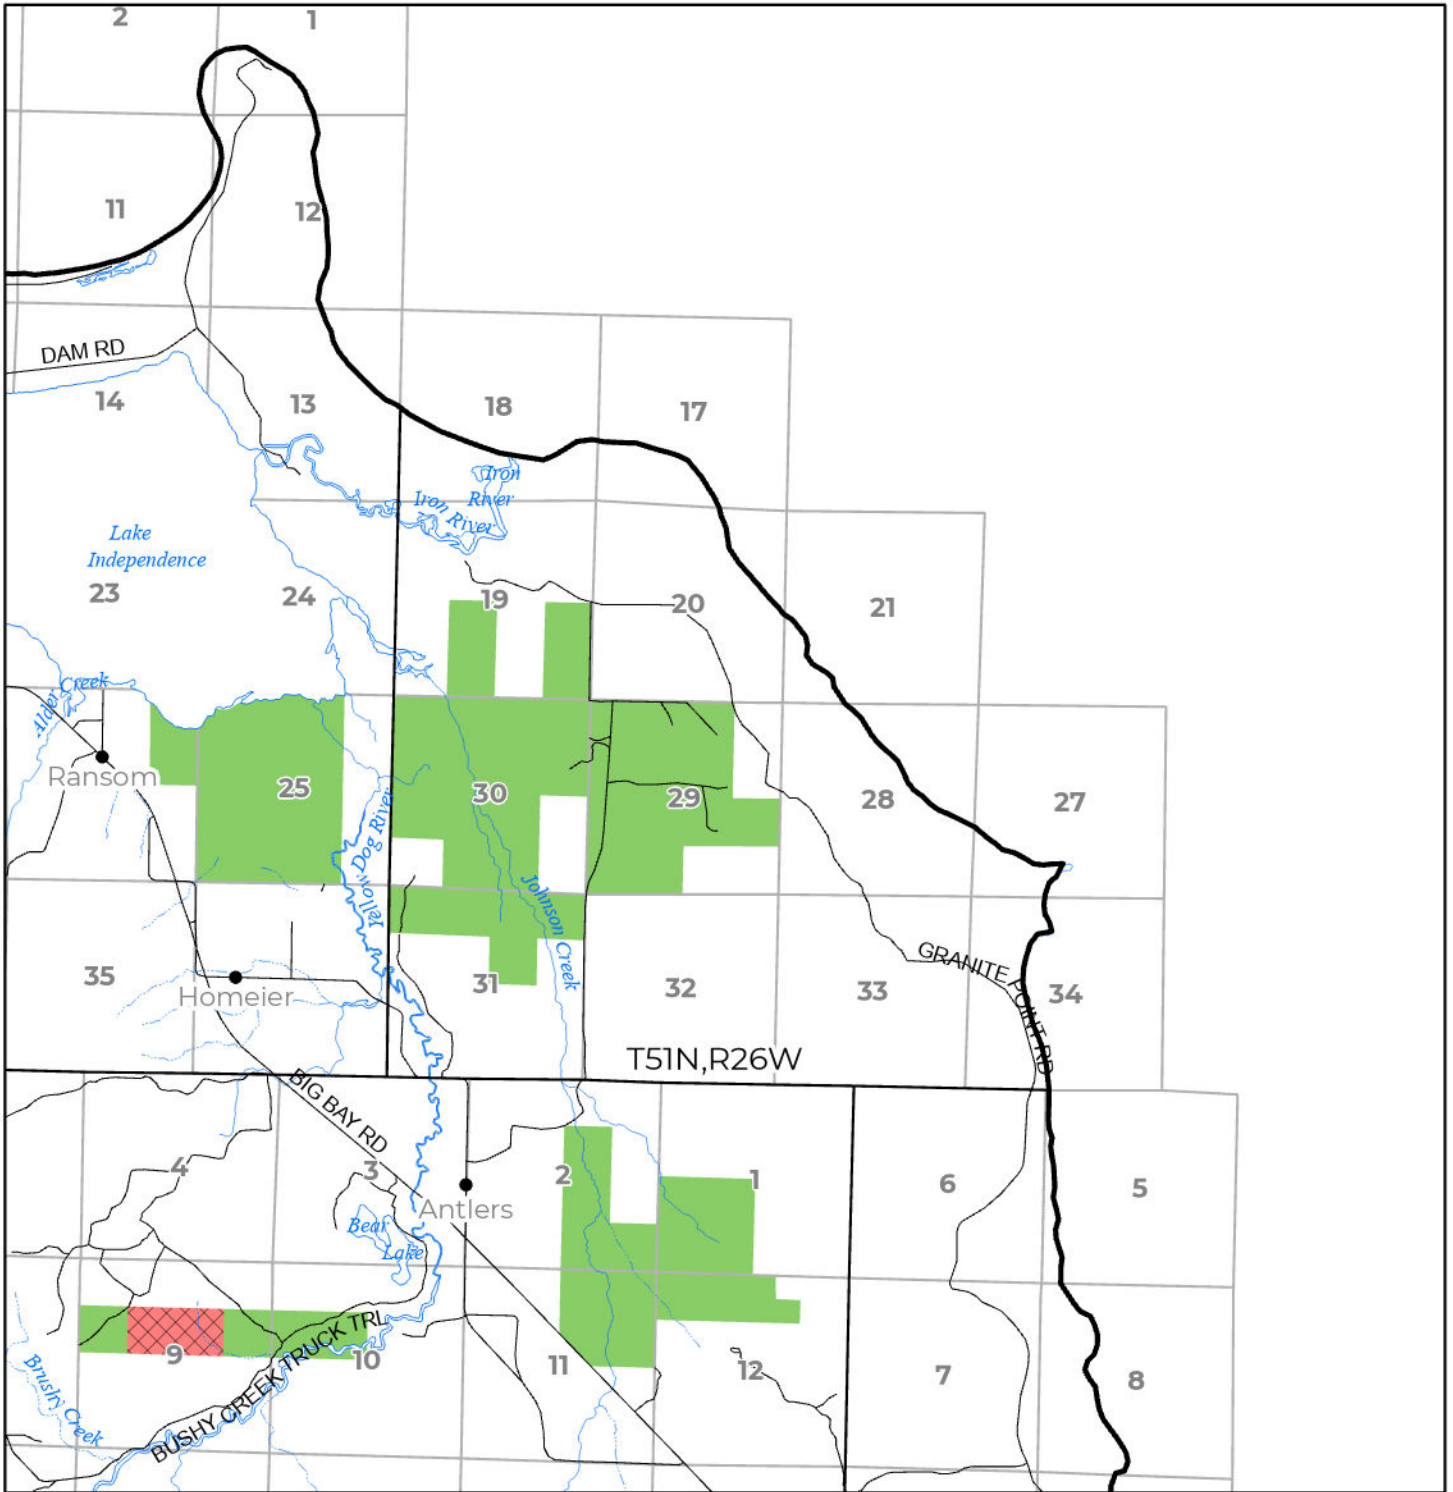 2
1
11
12
DAM RD
14
13
18
17
Iron
River
Iron River
Lake
Independence
23
24
19
20
21
Alder Creek
Ransom
25
30
29
28
27
Yellow Dog River
Johnson Creek
35
Homeier
31
32
33
34
GRANITE POINT RD
T51N,R26W
BIG BAY RD
4
3
2
1
6
5
Antlers
Bear
Lake
9
10
11
12
7
8
BUSHY CREEK TRUCK TRL
Brushy Creek